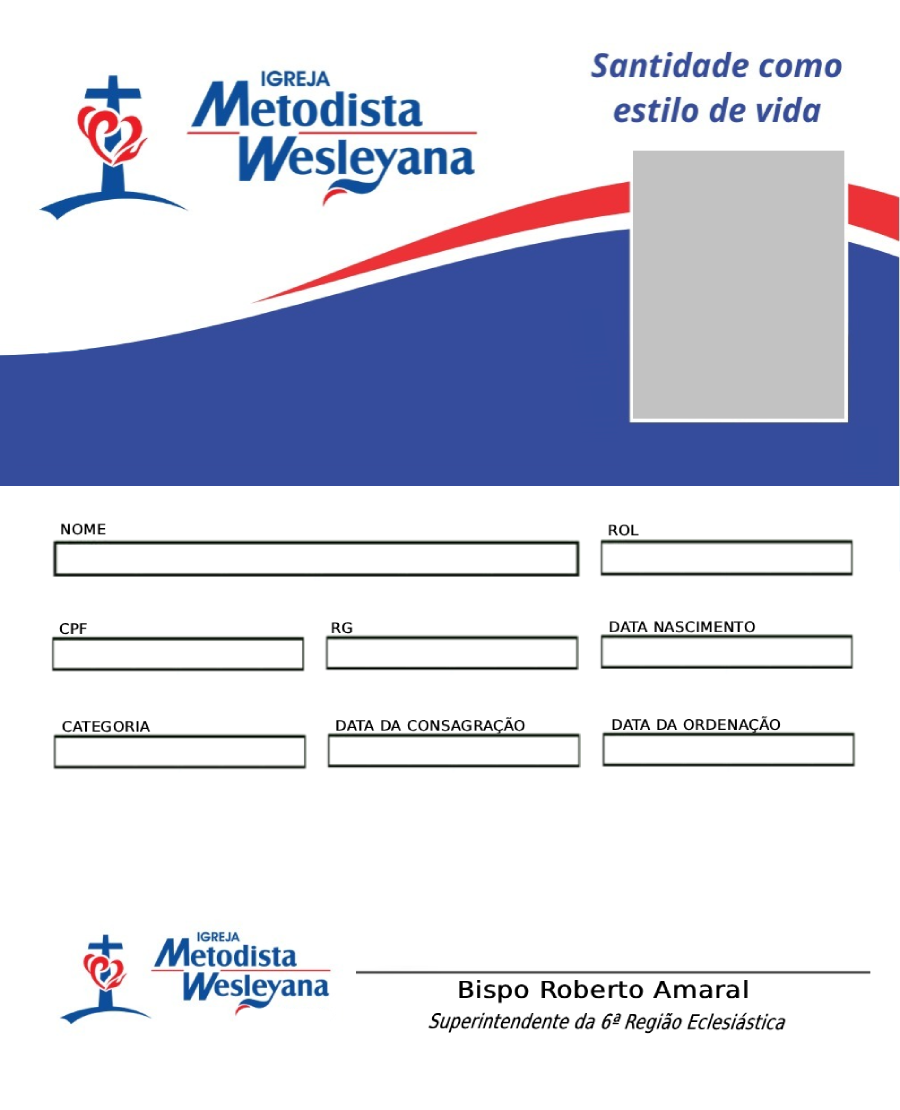 IGREJA
Metodista
Wesleyana
Santidade como
estilo de vida
NOME
ROL
CPF
RG
DATA NASCIMENTO
CATEGORIA
DATA DA CONSAGRAÇÃO
DATA DA ORDENAÇÃO
IGREJA
Metodista
Wesleyana
Bispo Roberto Amaral
Superintendente da 6ª Região Eclesiástica